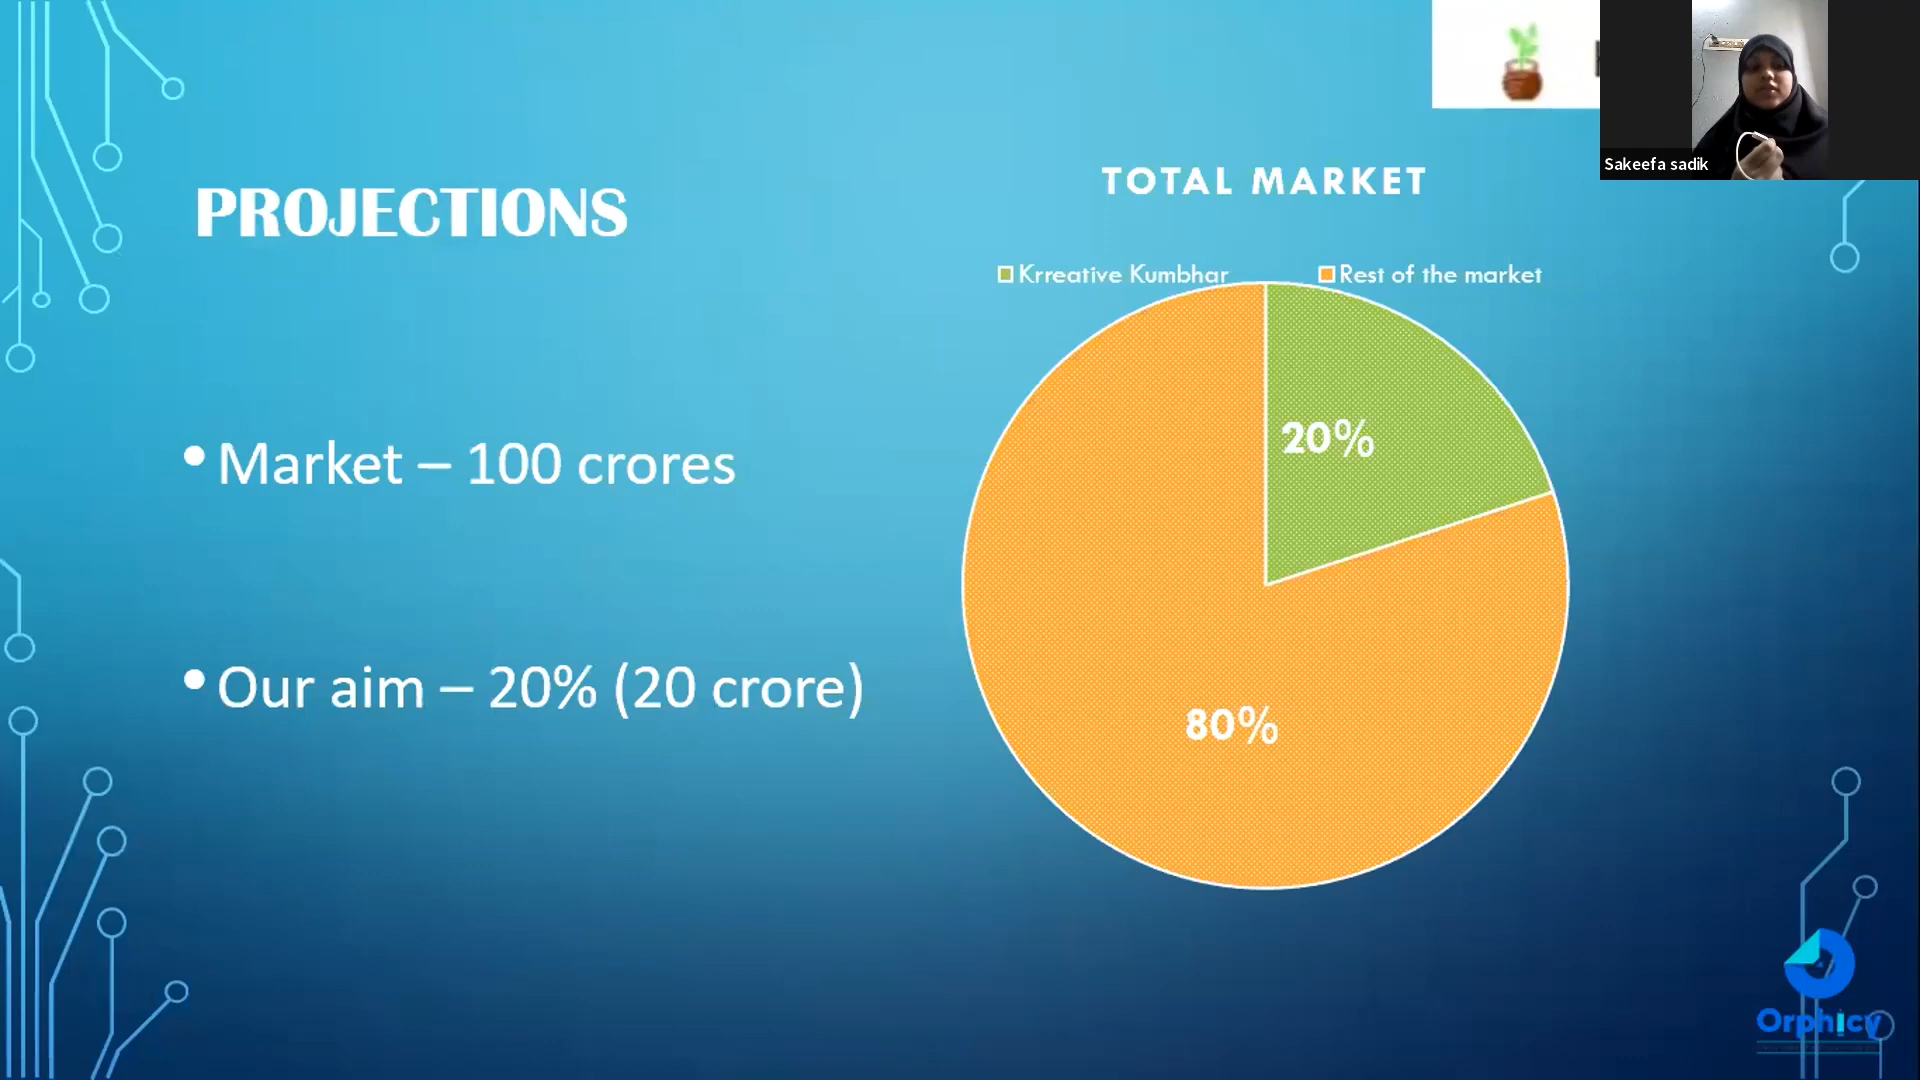 PROJECTIONS
• Market – 100 crores
• Our aim – 20% (20 crore)
TOTAL MARKET
Krreative Kumbhar
Rest of the market
20%
80%
Sakeefa sadik
Orphicy